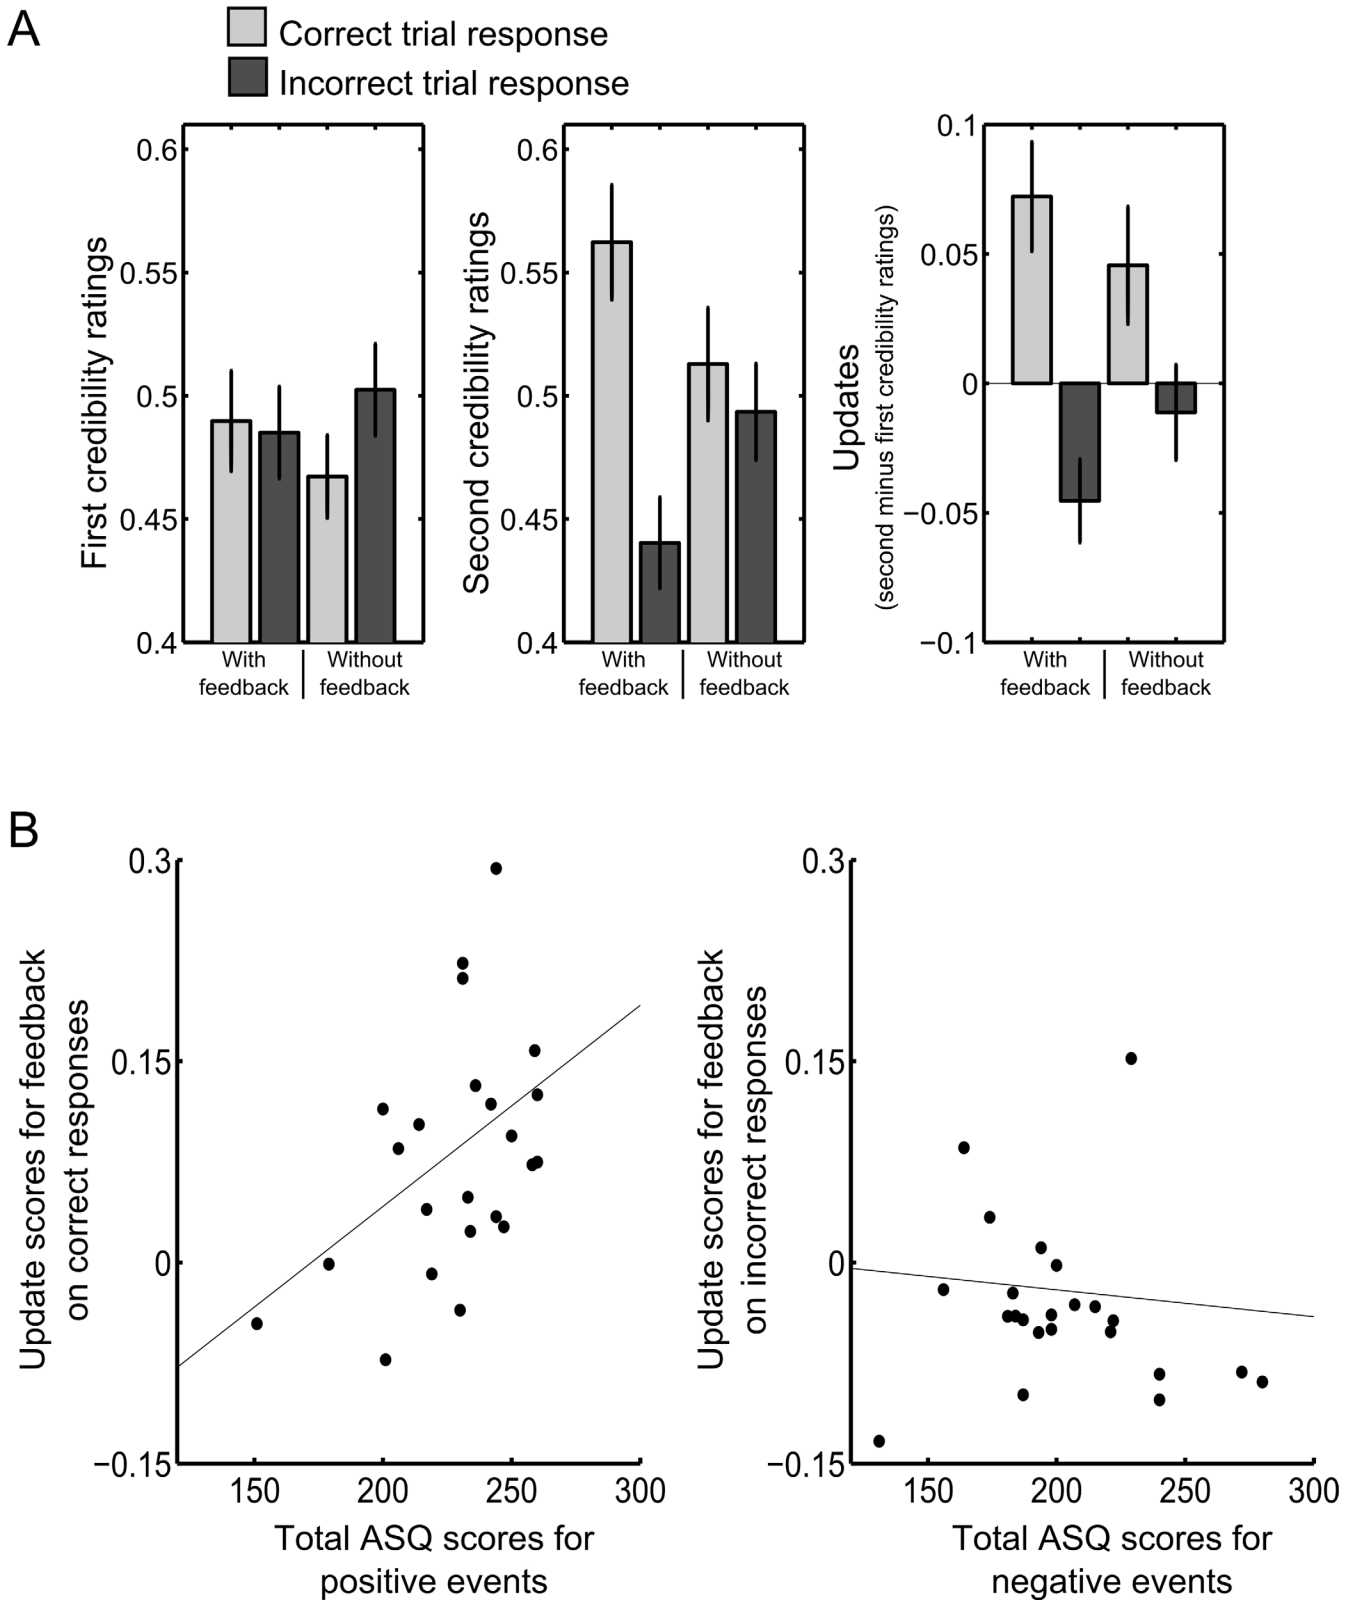 A
Correct trial response
Incorrect trial response
First credibility ratings
0.6
0.55
0.5
0.45
0.4
With feedback
Without feedback
Second credibility ratings
0.6
0.55
0.5
0.45
0.4
With feedback
Without feedback
Updates
(second minus first credibility ratings)
0.1
0.05
0
−0.05
−0.1
With feedback
Without feedback
B
Update scores for feedback
on correct responses
0.3
0.15
0
−0.15
150 200 250 300
Total ASQ scores for
positive events
Update scores for feedback
on incorrect responses
0.3
0.15
0
−0.15
150 200 250 300
Total ASQ scores for
negative events